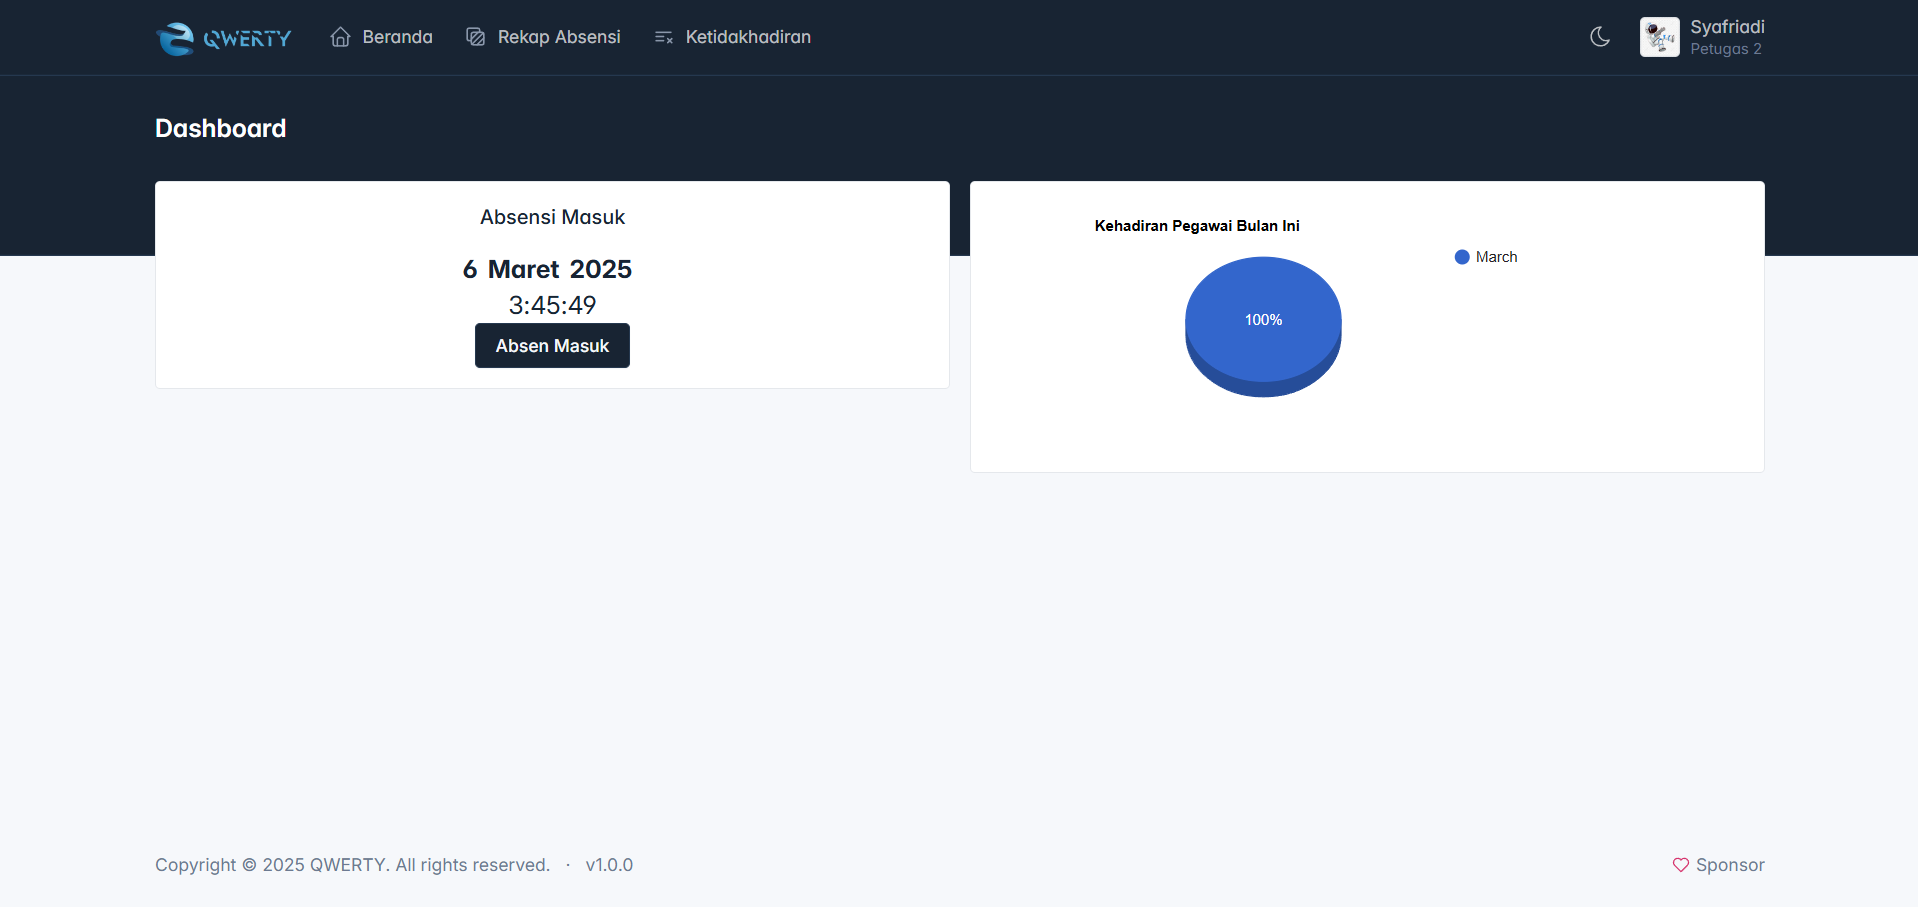 QWERTY
Beranda
Rekap Absensi
Ketidakhadiran
Syafriadi
Petugas 2
Dashboard
Absensi Masuk
6 Maret 2025
3:45:49
Absen Masuk
Kehadiran Pegawai Bulan Ini
March
100%
Copyright © 2025 QWERTY. All rights reserved. · v1.0.0
Sponsor